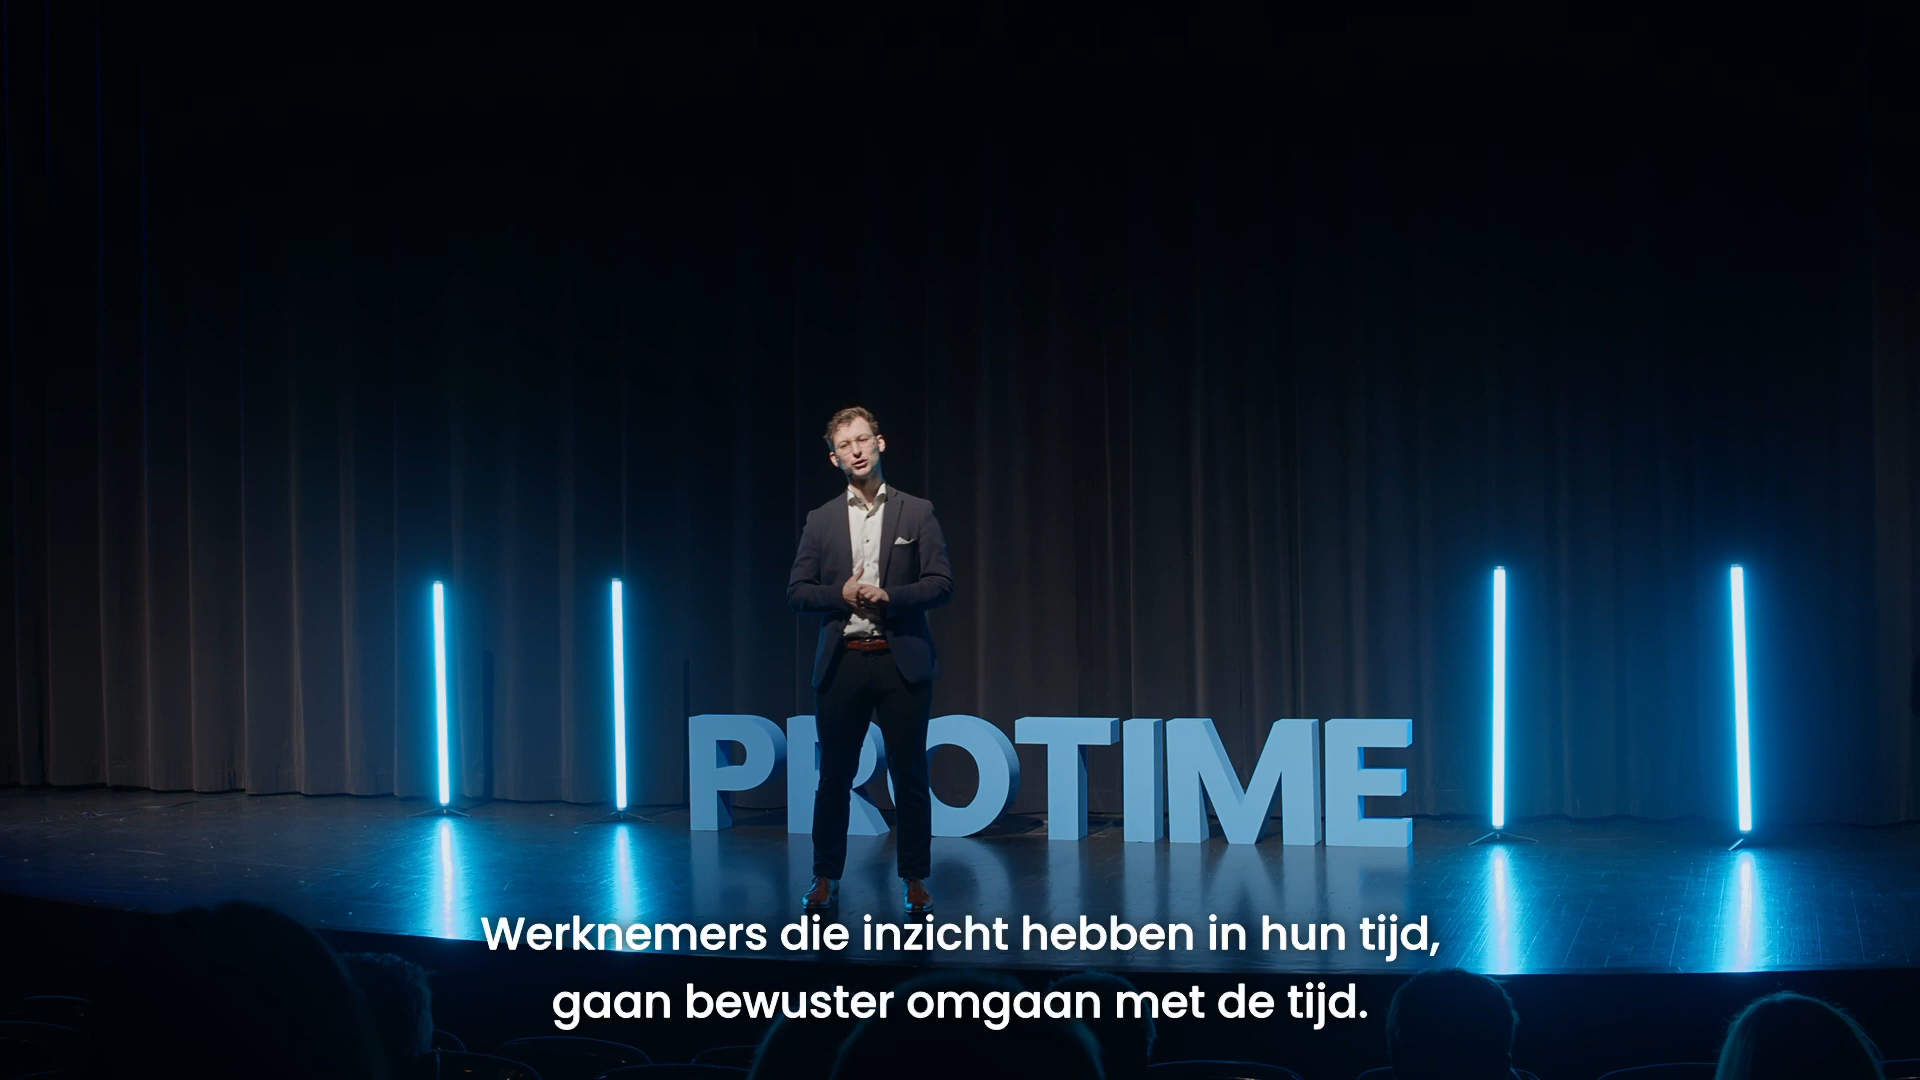 PROTIME
Werknemers die inzicht hebben in hun tijd,
gaan bewuster omgaan met de tijd.